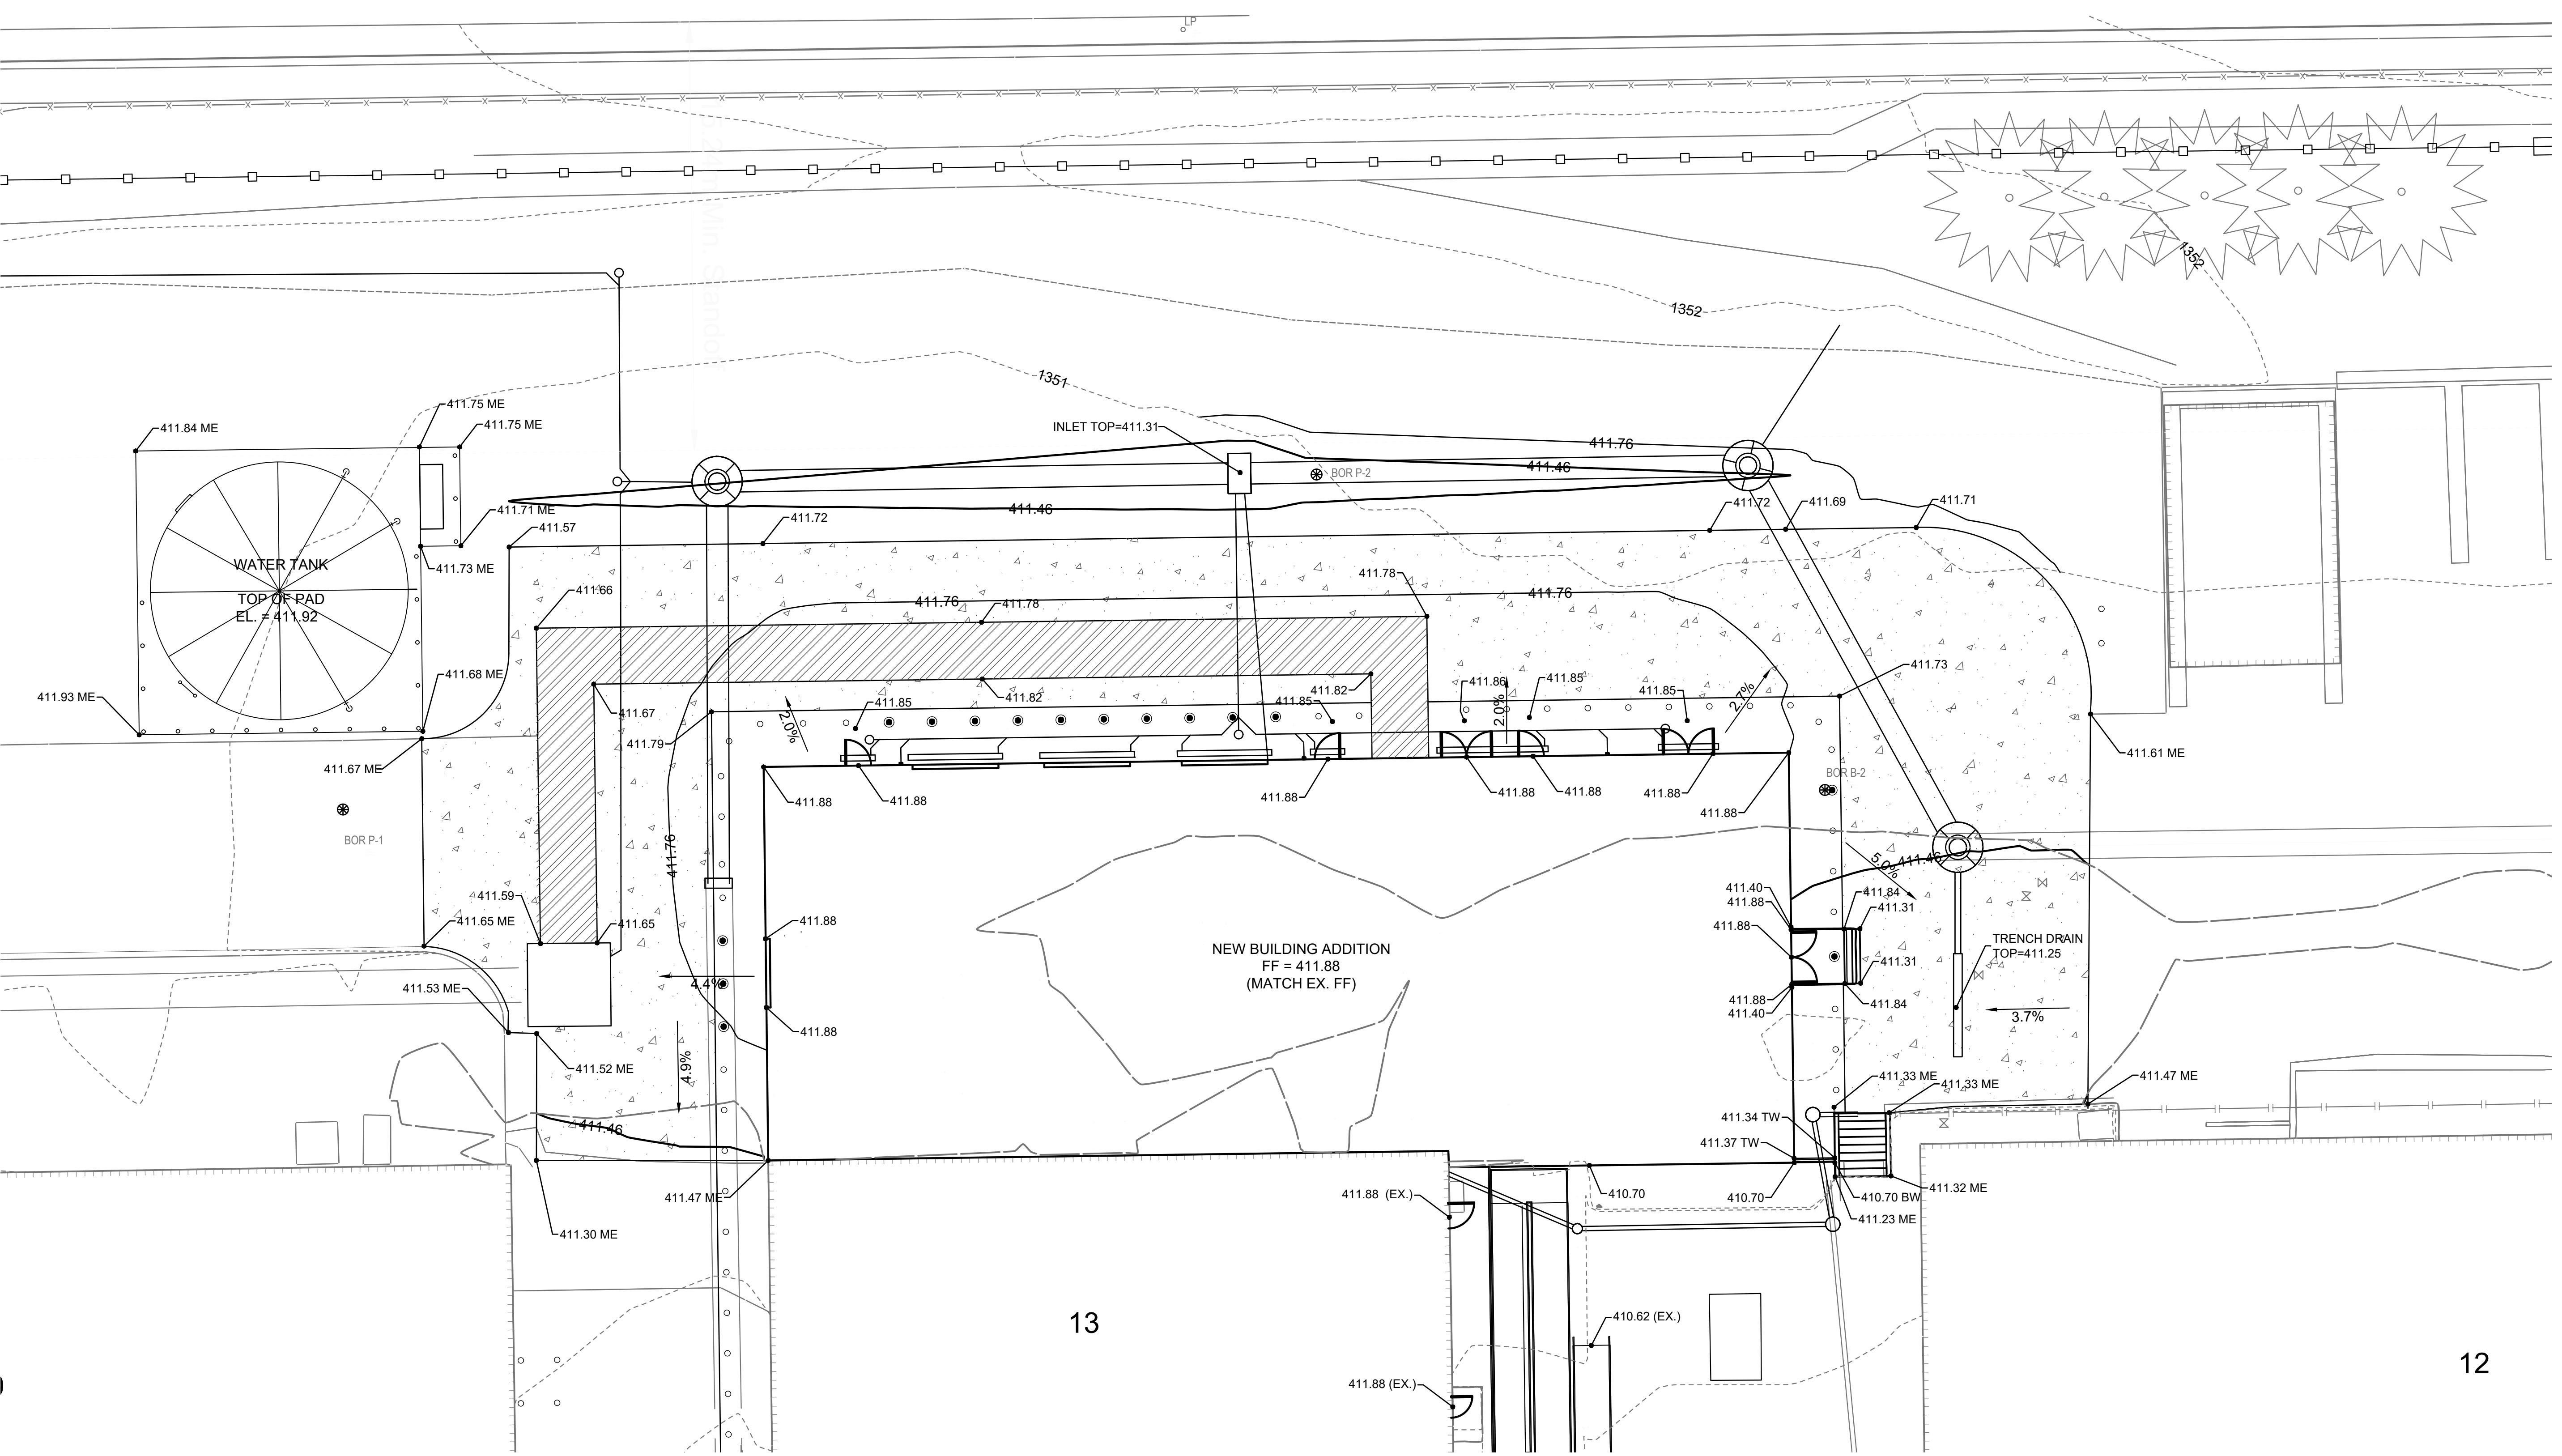 LP
Min. Standof
1352
1352
1351
411.75 ME
411.84 ME
411.75 ME
INLET TOP=411.31
411.76
411.46
BOR P-2
411.46
411.71 ME
411.57
411.72
411.72
411.69
411.71
WATER TANK
TOP OF PAD
EL. = 411.92
411.73 ME
411.66
411.76
411.78
411.78
411.76
411.73
411.68 ME
411.93 ME
411.67
411.82
411.82
411.85
411.85
411.86
411.85
411.85
2.0%
2.0%
2.7%
411.79
411.67 ME
411.61 ME
BOR B-2
411.88
411.88
411.88
411.88
411.88
411.88
411.88
BOR P-1
411.76
5.0%
411.46
411.59
411.65
411.65 ME
411.88
411.40
411.88
411.84
411.31
411.88
NEW BUILDING ADDITION
FF = 411.88
(MATCH EX. FF)
TRENCH DRAIN
TOP=411.25
411.31
4.4%
411.53 ME
411.88
411.88
411.40
411.84
3.7%
411.52 ME
4.9%
411.33 ME
411.33 ME
411.47 ME
411.46
411.34 TW
411.37 TW
411.47 ME
411.88 (EX.)
410.70
410.70
410.70 BW
411.32 ME
411.23 ME
411.30 ME
410.62 (EX.)
13
12
411.88 (EX.)